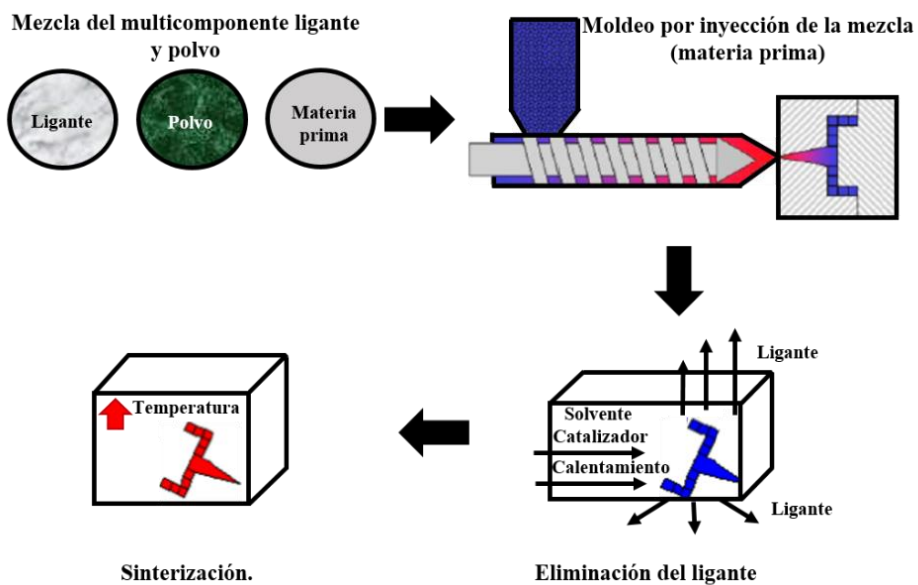 Mezcla del multicomponente ligante
y polvo
Ligante
Polvo
Materia
prima
Moldeo por inyección de la mezcla
(materia prima)
Ligante
Solvente
Catalizador
Calentamiento
Ligante
Eliminación del ligante
Temperatura
Sinterización.